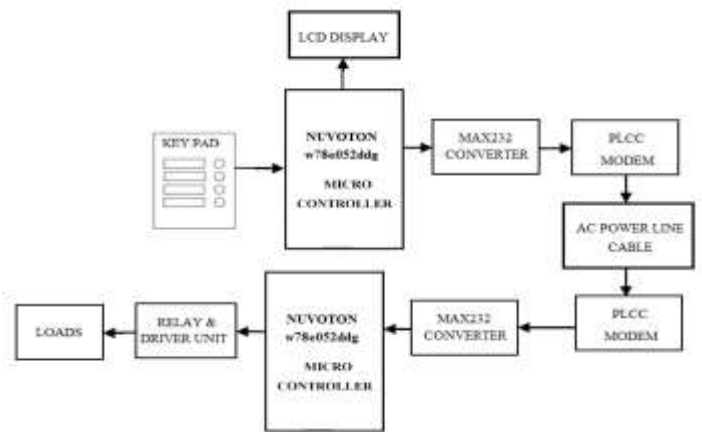 LCD DISPLAY
KEY PAD
NUVOTON
w78e052ddg
MICRO
CONTROLLER
MAX232
CONVERTER
PLCC
MODEM
AC POWER LINE
CABLE
LOADS
RELAY &
DRIVER UNIT
NUVOTON
w78e052ddg
MICRO
CONTROLLER
MAX232
CONVERTER
PLCC
MODEM